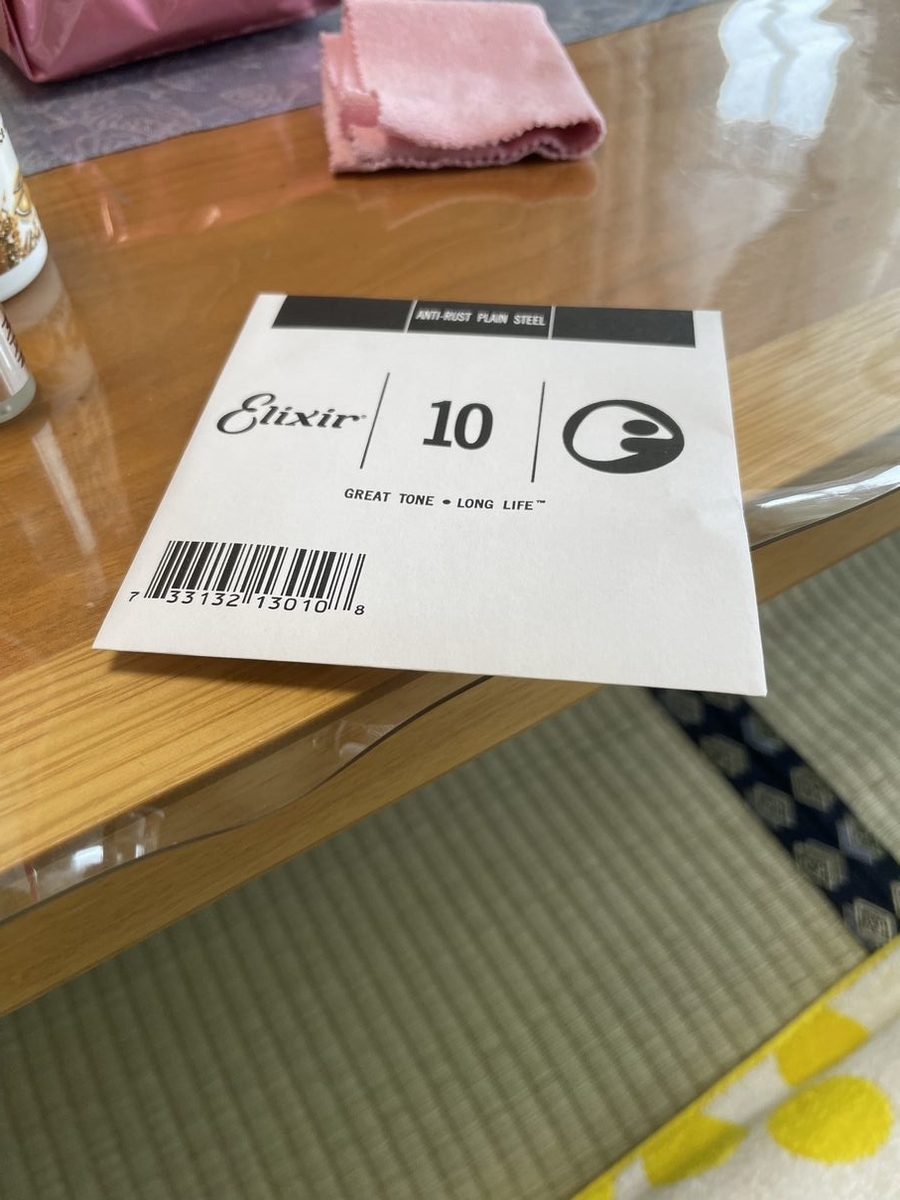 ANTI-RUST PLAIN STEEL
Elixir®
10
GREAT TONE • LONG LIFE™
7 33132 13010 8